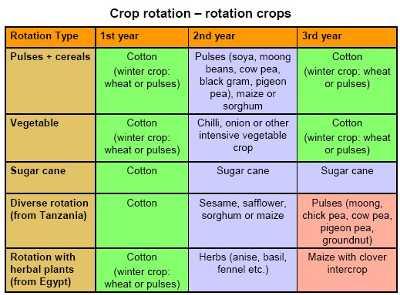 Crop rotation – rotation crops
Rotation Type
1st year
2nd year
3rd year
Pulses + cereals
Cotton
(winter crop:
wheat or pulses)
Pulses (soya, moong
beans, cow pea,
black gram, pigeon
pea), maize or
sorghum
Cotton
(winter crop: wheat
or pulses)
Vegetable
Cotton
(winter crop:
wheat or pulses)
Chilli, onion or other
intensive vegetable
crop
Cotton
(winter crop: wheat
or pulses)
Sugar cane
Cotton
Sugar cane
Sugar cane
Diverse rotation
(from Tanzania)
Cotton
Sesame, safflower,
sorghum or maize
Pulses (moong,
chick pea, cow pea,
pigeon pea,
groundnut)
Rotation with
herbal plants
(from Egypt)
Cotton
(winter crop:
wheat or pulses)
Herbs (anise, basil,
fennel etc.)
Maize with clover
intercrop